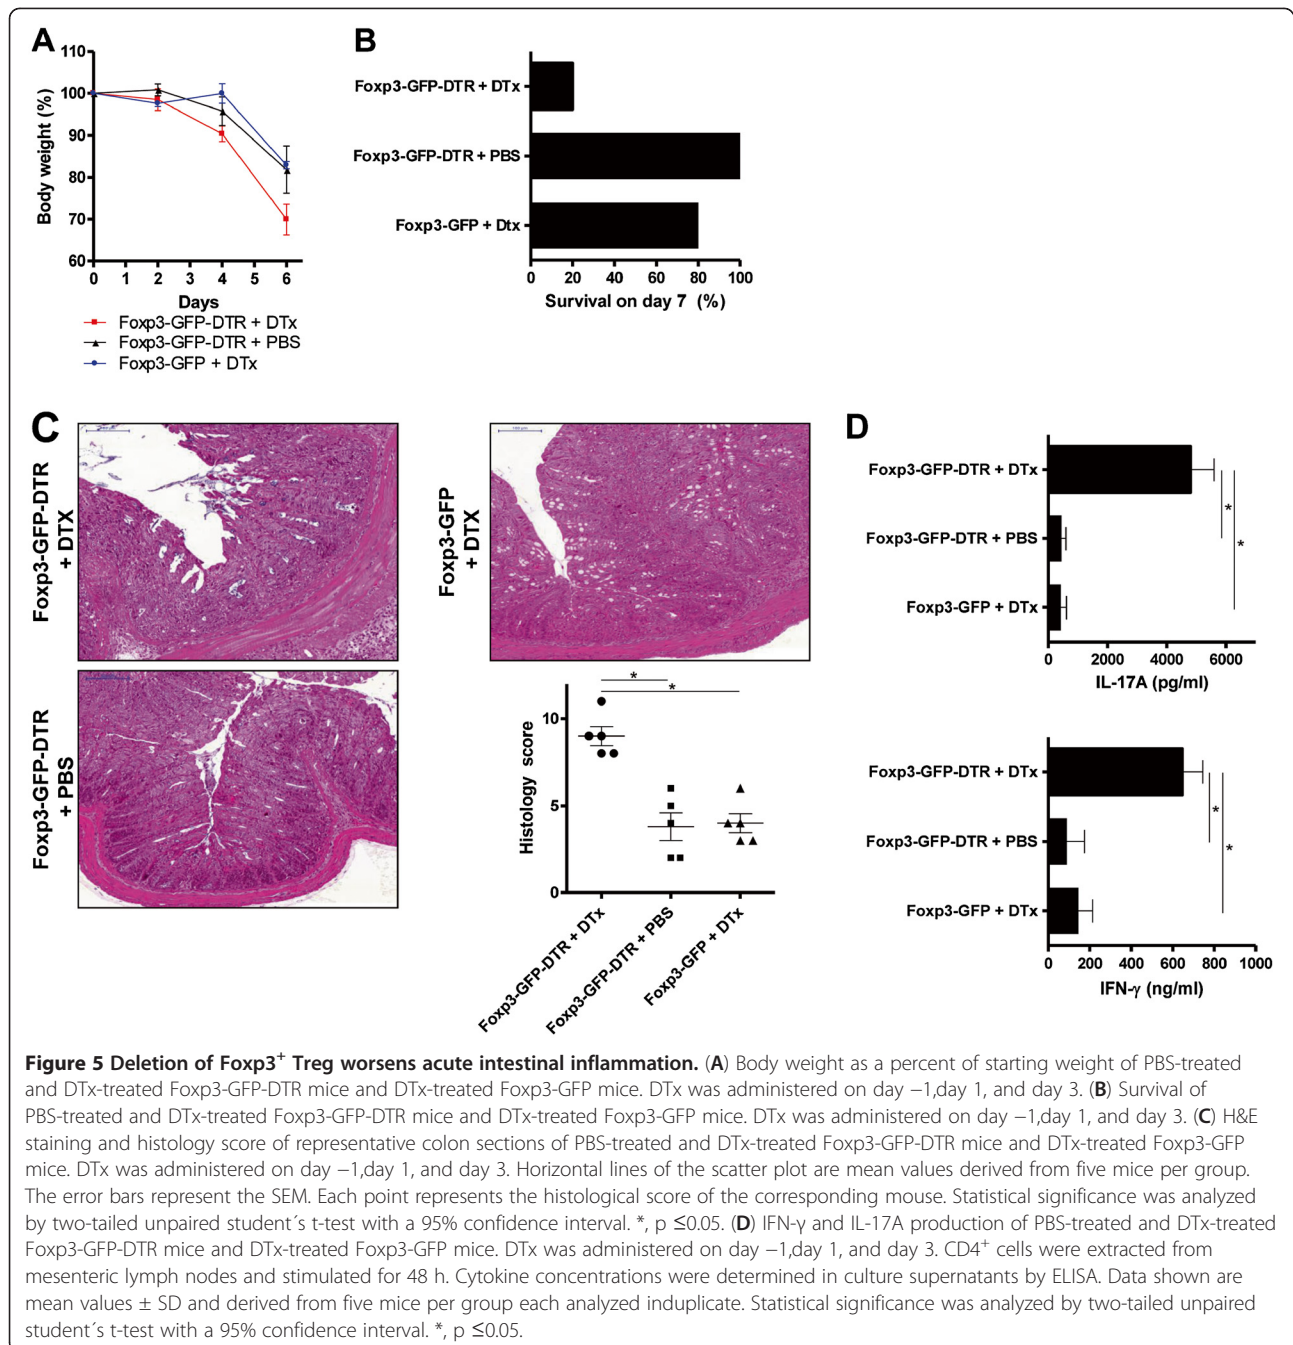 A
110
100
90
80
70
60
Body weight (%)
0 1 2 3 4 5 6
Days
Foxp3-GFP-DTR + DTx
Foxp3-GFP-DTR + PBS
Foxp3-GFP + DTx
B
Foxp3-GFP-DTR + DTx
Foxp3-GFP-DTR + PBS
Foxp3-GFP + Dtx
0 20 40 60 80 100
Survival on day 7 (%)
C
Foxp3-GFP-DTR
+ DTX
Foxp3-GFP
+ DTX
Foxp3-GFP-DTR
+ PBS
* 
*
10
5
0
Histology score
Foxp3-GFP-DTR + DTx
Foxp3-GFP-DTR + PBS
Foxp3-GFP + DTx
D
Foxp3-GFP-DTR + DTx
Foxp3-GFP-DTR + PBS
Foxp3-GFP + DTx
*
*
0 2000 4000 6000
IL-17A (pg/ml)
Foxp3-GFP-DTR + DTx
Foxp3-GFP-DTR + PBS
Foxp3-GFP + DTx
*
*
0 200 400 600 800 1000
IFN-γ (ng/ml)
Figure 5 Deletion of Foxp3⁺ Treg worsens acute intestinal inflammation. (A) Body weight as a percent of starting weight of PBS-treated
and DTx-treated Foxp3-GFP-DTR mice and DTx-treated Foxp3-GFP mice. DTx was administered on day −1,day 1, and day 3. (B) Survival of
PBS-treated and DTx-treated Foxp3-GFP-DTR mice and DTx-treated Foxp3-GFP mice. DTx was administered on day −1,day 1, and day 3. (C) H&E
staining and histology score of representative colon sections of PBS-treated and DTx-treated Foxp3-GFP-DTR mice and DTx-treated Foxp3-GFP
mice. DTx was administered on day −1,day 1, and day 3. Horizontal lines of the scatter plot are mean values derived from five mice per group.
The error bars represent the SEM. Each point represents the histological score of the corresponding mouse. Statistical significance was analyzed
by two-tailed unpaired student´s t-test with a 95% confidence interval. *, p ≤0.05. (D) IFN-γ and IL-17A production of PBS-treated and DTx-treated
Foxp3-GFP-DTR mice and DTx-treated Foxp3-GFP mice. DTx was administered on day −1,day 1, and day 3. CD4⁺ cells were extracted from
mesenteric lymph nodes and stimulated for 48 h. Cytokine concentrations were determined in culture supernatants by ELISA. Data shown are
mean values ± SD and derived from five mice per group each analyzed induplicate. Statistical significance was analyzed by two-tailed unpaired
student´s t-test with a 95% confidence interval. *, p ≤0.05.